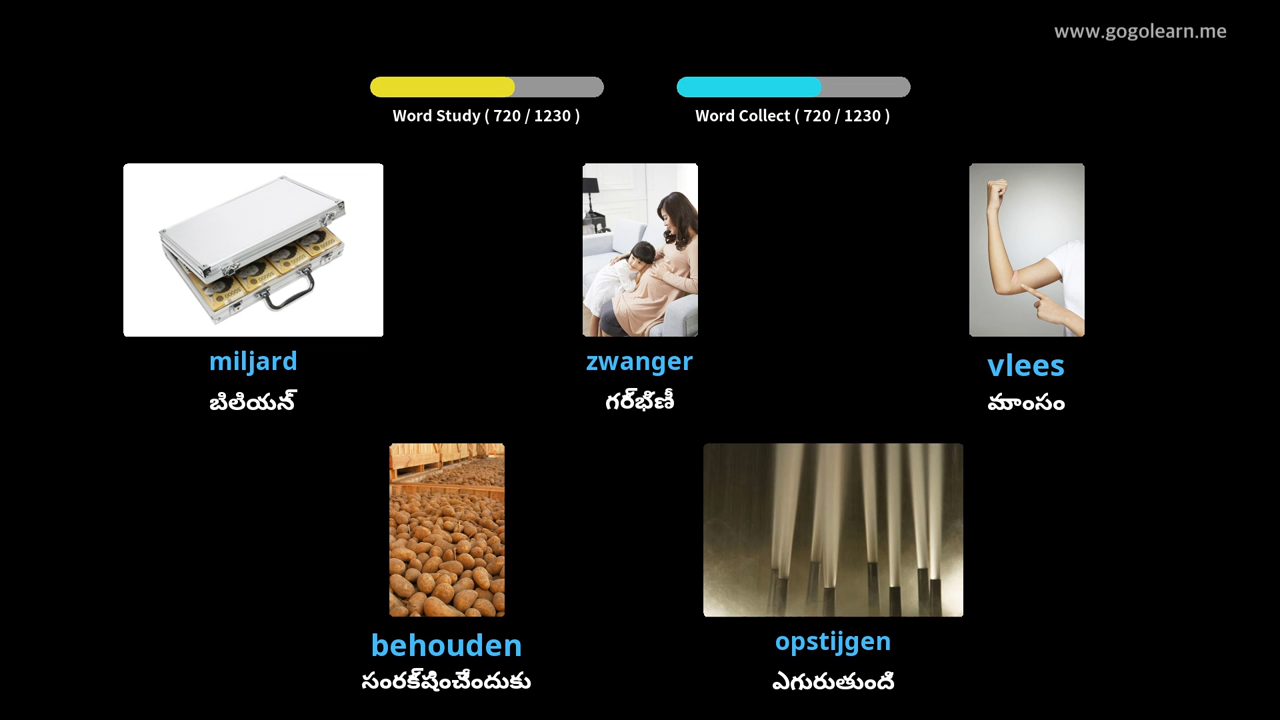 www.gogolearn.me
Word Study ( 720 / 1230 )
Word Collect ( 720 / 1230 )
miljard
zwanger
vlees
బిలియన్
గర్భిణీ
మాంసం
behouden
opstijgen
సంరక్షించేందుకు
ఎగురుతుంది